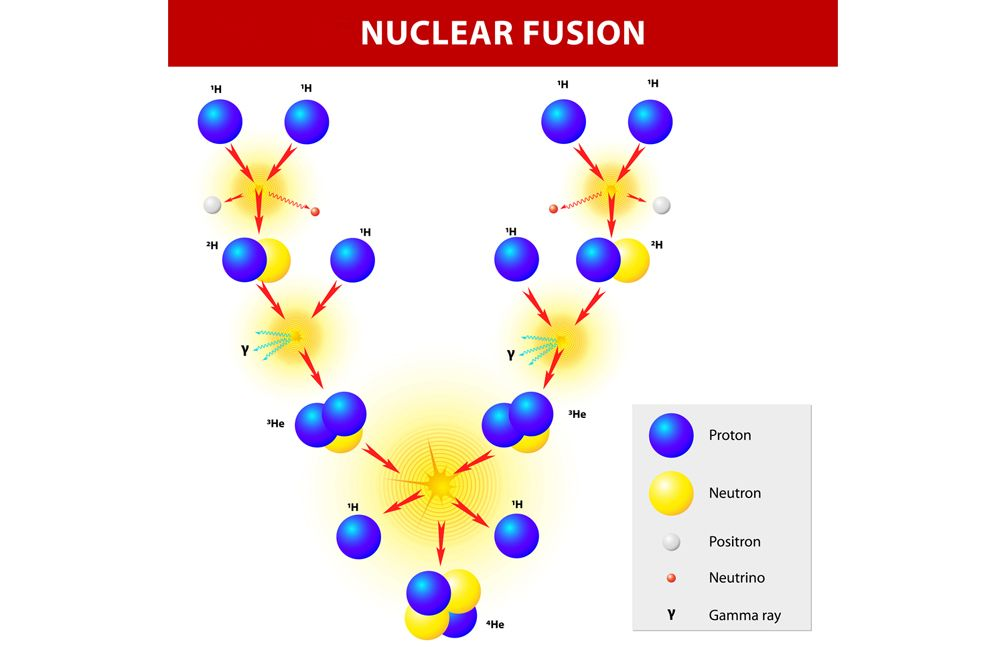 NUCLEAR FUSION
¹H
¹H
¹H
¹H
²H
¹H
¹H
²H
γ
γ
³He
³He
¹H
¹H
⁴He
Proton
Neutron
Positron
Neutrino
γ Gamma ray